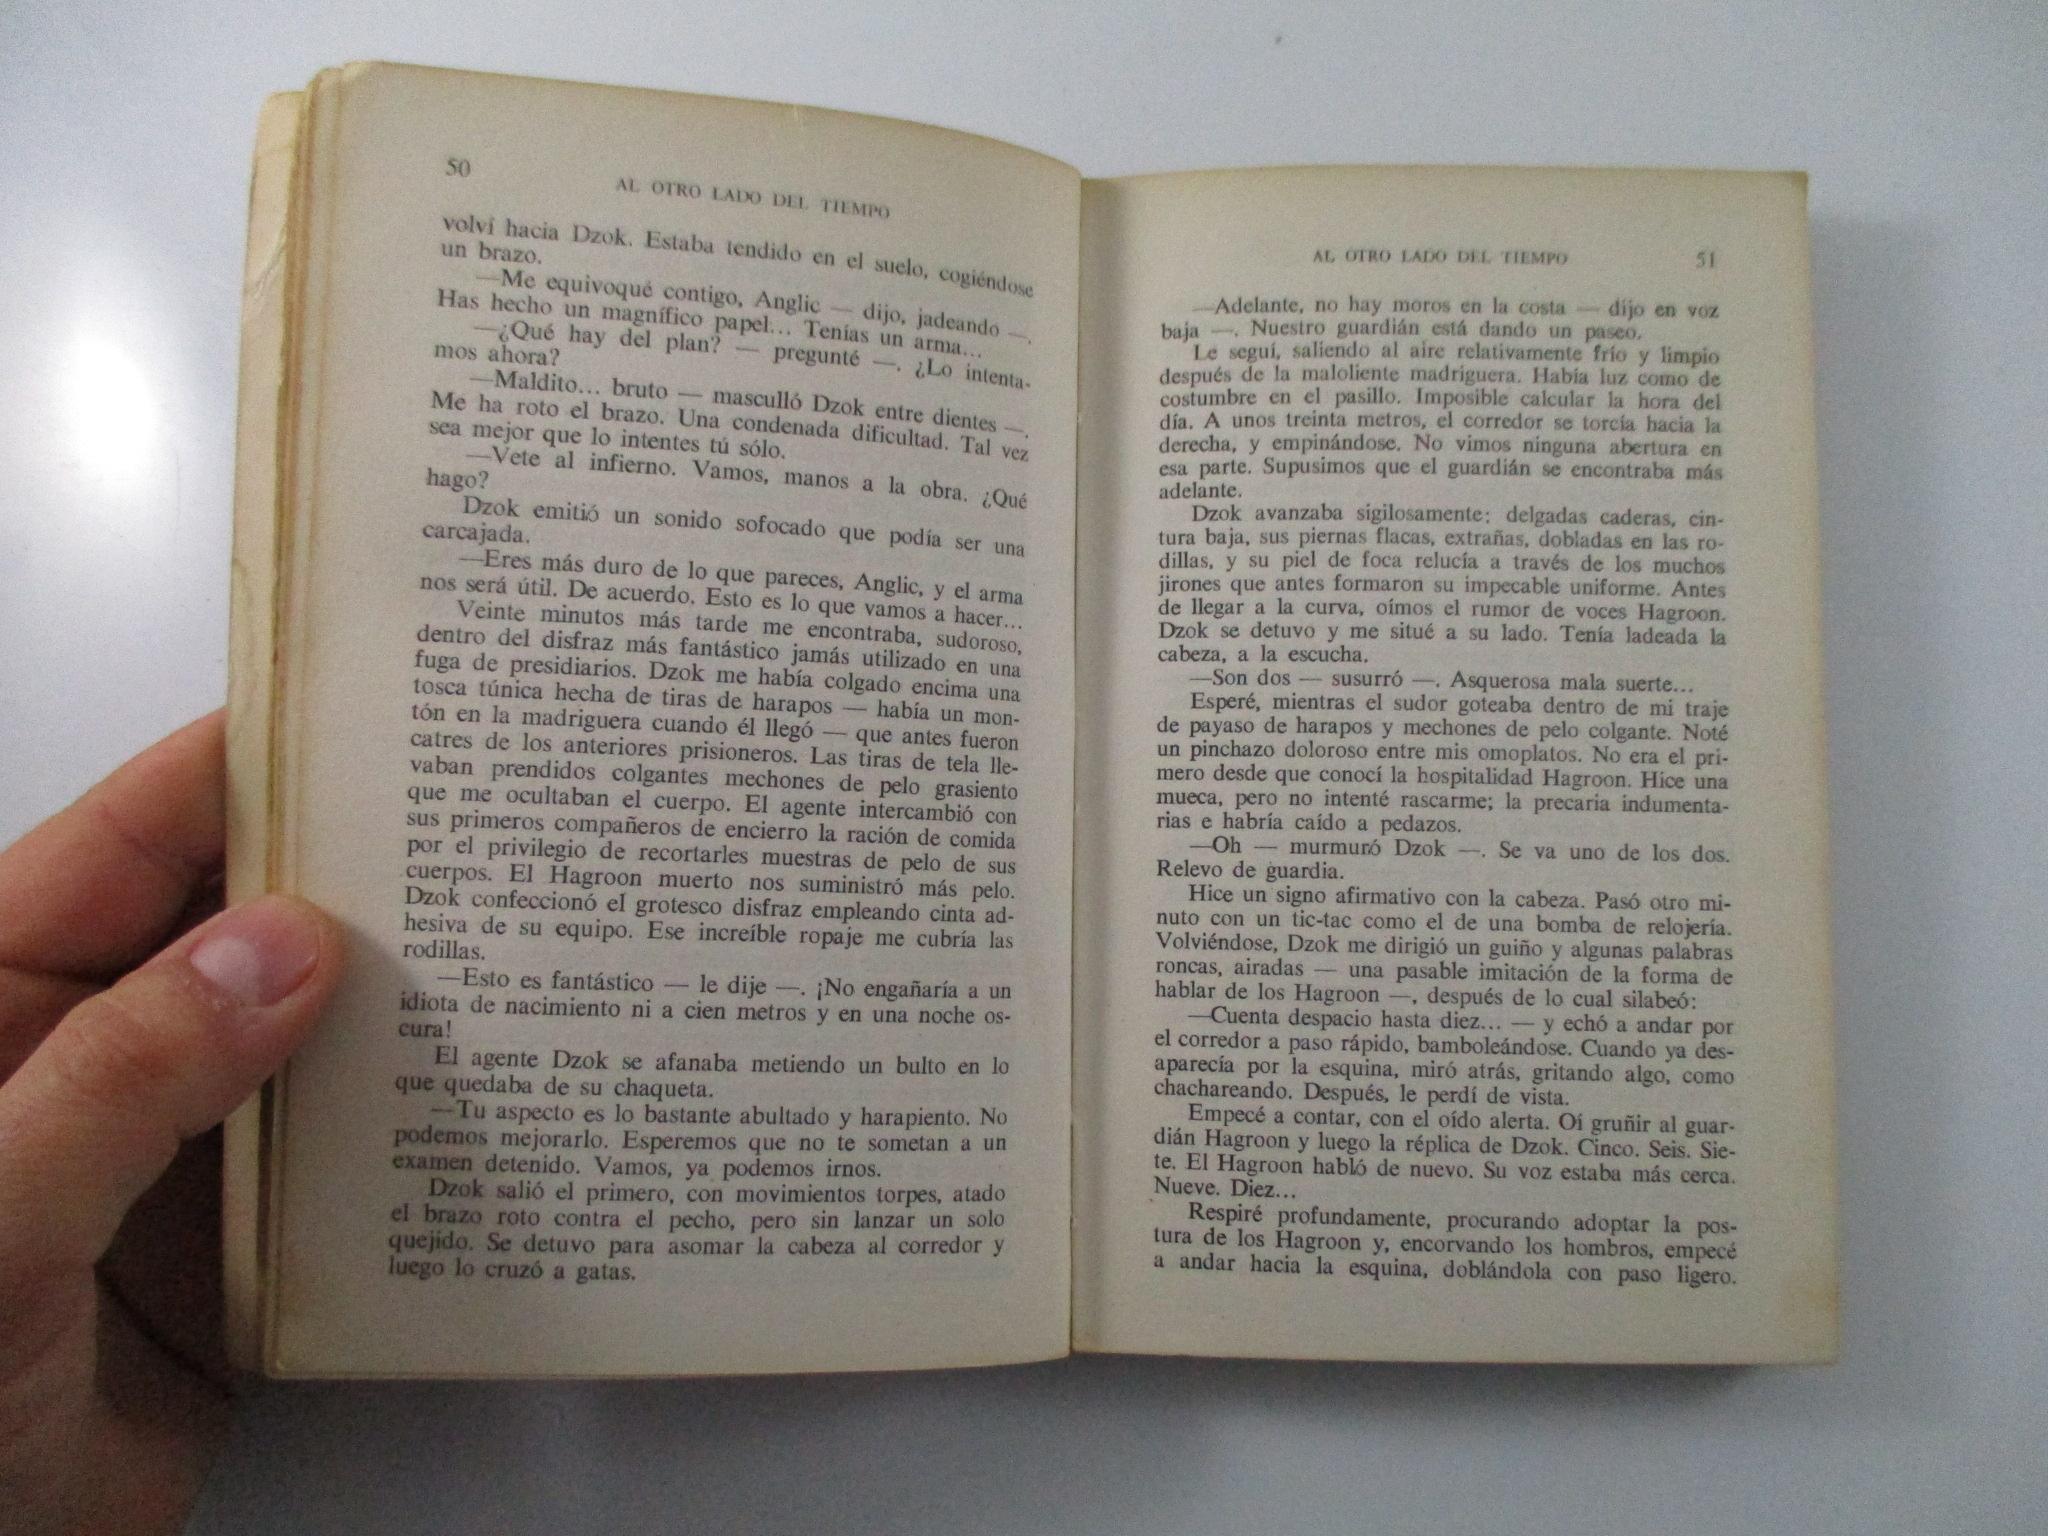 50
AL OTRO LADO DEL TIEMPO
volví hacia Dzok. Estaba tendido en el suelo, cogiéndose
un brazo.
—Me equivoqué contigo, Anglic — dijo, jadeando —.
Has hecho un magnífico papel... Tenías un arma...
—¿Qué hay del plan? — pregunté —. ¿Lo intenta-
mos ahora?
—Maldito... bruto — masculló Dzok entre dientes —.
Me ha roto el brazo. Una condenada dificultad. Tal vez
sea mejor que lo intentes tú sólo.
—Vete al infierno. Vamos, manos a la obra. ¿Qué
hago?
Dzok emitió un sonido sofocado que podía ser una
carcajada.
—Eres más duro de lo que pareces, Anglic, y el arma
nos será útil. De acuerdo. Esto es lo que vamos a hacer...
Veinte minutos más tarde me encontraba, sudoroso,
dentro del disfraz más fantástico jamás utilizado en una
fuga de presidiarios. Dzok me había colgado encima una
tosca túnica hecha de tiras de harapos — había un mon-
tón en la madriguera cuando él llegó — que antes fueron
catres de los anteriores prisioneros. Las tiras de tela lle-
vaban prendidos colgantes mechones de pelo grasiento
que me ocultaban el cuerpo. El agente intercambió con
sus primeros compañeros de encierro la ración de comida
por el privilegio de recortarles muestras de pelo de sus
cuerpos. El Hagroon muerto nos suministró más pelo.
Dzok confeccionó el grotesco disfraz empleando cinta ad-
hesiva de su equipo. Ese increíble ropaje me cubría las
rodillas.
—Esto es fantástico — le dije —. ¡No engañaría a un
idiota de nacimiento ni a cien metros y en una noche os-
cura!
El agente Dzok se afanaba metiendo un bulto en lo
que quedaba de su chaqueta.
—Tu aspecto es lo bastante abultado y harapiento. No
podemos mejorarlo. Esperemos que no te sometan a un
examen detenido. Vamos, ya podemos irnos.
Dzok salió el primero, con movimientos torpes, atado
el brazo roto contra el pecho, pero sin lanzar un solo
quejido. Se detuvo para asomar la cabeza al corredor y
luego lo cruzó a gatas.
AL OTRO LADO DEL TIEMPO 51
—Adelante, no hay moros en la costa — dijo en voz
baja —. Nuestro guardián está dando un paseo.
Le seguí, saliendo al aire relativamente frío y limpio
después de la maloliente madriguera. Había luz como de
costumbre en el pasillo. Imposible calcular la hora del
día. A unos treinta metros, el corredor se torcía hacia la
derecha, y empinándose. No vimos ninguna abertura en
esa parte. Supusimos que el guardián se encontraba más
adelante.
Dzok avanzaba sigilosamente: delgadas caderas, cin-
tura baja, sus piernas flacas, extrañas, dobladas en las ro-
dillas, y su piel de foca relucía a través de los muchos
jirones que antes formaron su impecable uniforme. Antes
de llegar a la curva, oímos el rumor de voces Hagroon.
Dzok se detuvo y me situé a su lado. Tenía ladeada la
cabeza, a la escucha.
—Son dos — susurró —. Asquerosa mala suerte...
Esperé, mientras el sudor goteaba dentro de mi traje
de payaso de harapos y mechones de pelo colgante. Noté
un pinchazo doloroso entre mis omoplatos. No era el pri-
mero desde que conocí la hospitalidad Hagroon. Hice una
mueca, pero no intenté rascarme; la precaria indumenta-
rias e habría caído a pedazos.
—Oh — murmuró Dzok —. Se va uno de los dos.
Relevo de guardia.
Hice un signo afirmativo con la cabeza. Pasó otro mi-
nuto con un tic-tac como el de una bomba de relojería.
Volviéndose, Dzok me dirigió un guiño y algunas palabras
roncas, airadas — una pasable imitación de la forma de
hablar de los Hagroon —, después de lo cual silabeó:
—Cuenta despacio hasta diez... — y echó a andar por
el corredor a paso rápido, bamboleándose. Cuando ya des-
aparecía por la esquina, miró atrás, gritando algo, como
chachareando. Después, le perdí de vista.
Empecé a contar, con el oído alerta. Oí gruñir al guar-
dián Hagroon y luego la réplica de Dzok. Cinco. Seis. Sie-
te. El Hagroon habló de nuevo. Su voz estaba más cerca.
Nueve. Diez...
Respiré profundamente, procurando adoptar la pos-
tura de los Hagroon y, encorvando los hombros, empecé
a andar hacia la esquina, doblándola con paso ligero.